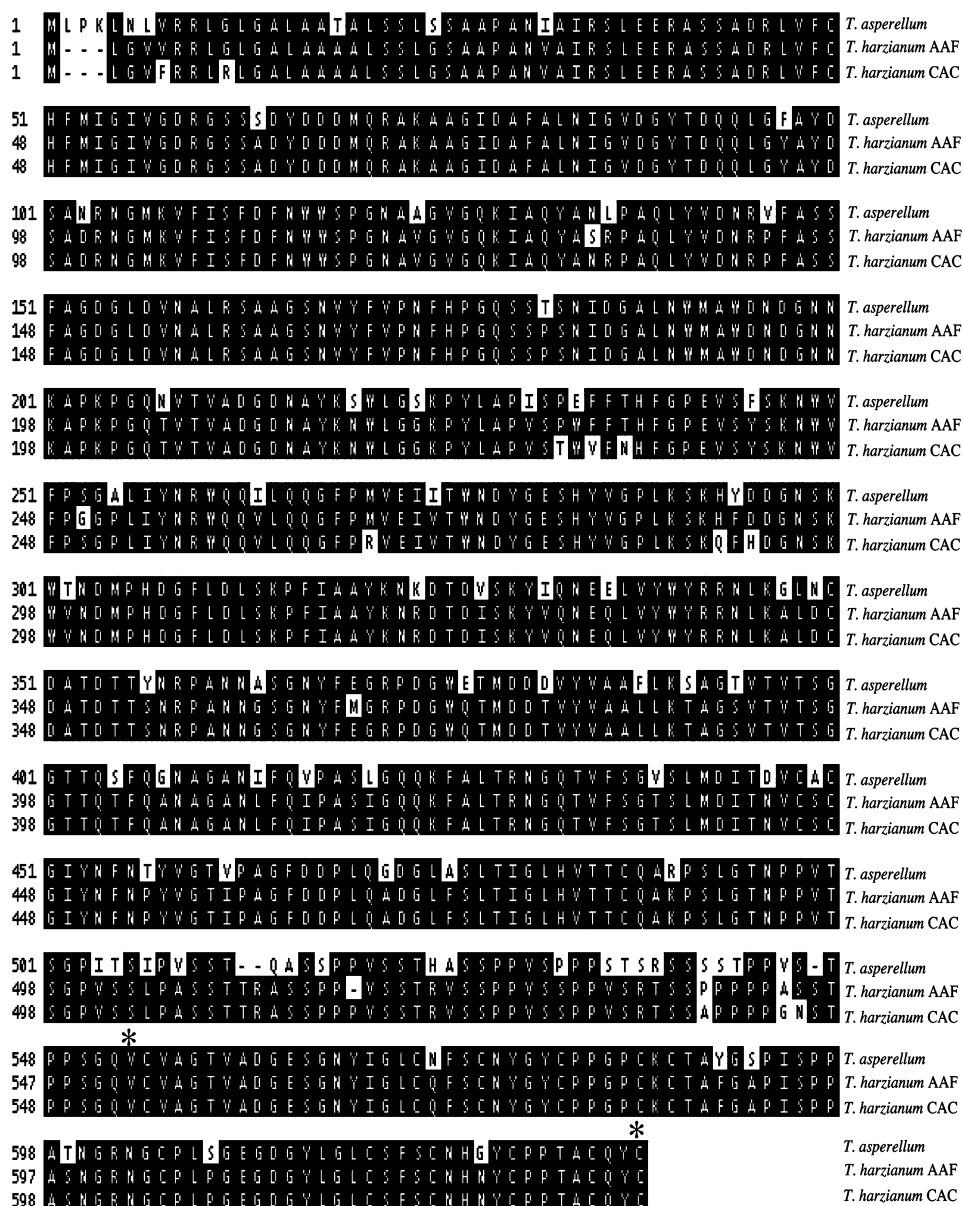 1 MLPKLNLVRRLGLGALAATALSSLSSAAPANIAIRSLEERASSADRLVFC T. asperellum
1 M---LGVVRRLGLGALAAAALSSLGSAAPANVAIRSLEERASSADRLVFC T. harzianum AAF
1 M---LGVFRRLRLGALAAAALSSLGSAAPANVAIRSLEERASSADRLVFC T. harzianum CAC
51 HFMIGIVGDRGSSSDYDDDMQRAKAAGIDAFALNIGVDGYTDQQLGFAYD T. asperellum
48 HFMIGIVGDRGSSADYDDDMQRAKAAGIDAFALNIGVDGYTDQQLGYAYD T. harzianum AAF
48 HFMIGIVGDRGSSADYDDDMQRAKAAGIDAFALNIGVDGYTDQQLGYAYD T. harzianum CAC
101 SANRNGMKVFISFDFNWWSPGNAAGVGQKIAQYANLPAQLYVDNRVFASS T. asperellum
98 SADRNGMKVFISFDFNWWSPGNAVGVGQKIAQYASRPAQLYVDNRPFASS T. harzianum AAF
98 SADRNGMKVFISFDFNWWSPGNAVGVGQKIAQYANRPAQLYVDNRPFASS T. harzianum CAC
151 FAGDGLDVNALRSAAGSNVYFVPNFHPGQSSTSNIDGALNWMAWDNDGNN T. asperellum
148 FAGDGLDVNALRSAAGSNVYFVPNFHPGQSSPSNIDGALNWMAWDNDGNN T. harzianum AAF
148 FAGDGLDVNALRSAAGSNVYFVPNFHPGQSSPSNIDGALNWMAWDNDGNN T. harzianum CAC
201 KAPKPGQNVTVADGDNAYKSWLGSKPYLAPISPEFFTHFGPEVSFSKNWV T. asperellum
198 KAPKPGQTVTVADGDNAYKNWLGGKPYLAPVSPWFFTHFGPEVSYSKNWV T. harzianum AAF
198 KAPKPGQTVTVADGDNAYKNWLGGKPYLAPVSTWVFNHFGPEVSYSKNWV T. harzianum CAC
251 FPSGALIYNRWQQILQQGFPMVEIITWNDYGESHYVGPLKSKHYDDGNSK T. asperellum
248 FPGGPLIYNRWQQVLQQGFPMVEIVTWNDYGESHYVGPLKSKHFDDGNSK T. harzianum AAF
248 FPSGPLIYNRWQQVLQQGFPRVEIVTWNDYGESHYVGPLKSKQFHDGNSK T. harzianum CAC
301 WTNDMPHDGFLDLSKPFIAAYKNKDTDVSKYIQNEELVYWYRRNLKGLNC T. asperellum
298 WVNDMPHDGFLDLSKPFIAAYKNRDTDISKYVQNEQLVYWYRRNLKALDC T. harzianum AAF
298 WVNDMPHDGFLDLSKPFIAAYKNRDTDISKYVQNEQLVYWYRRNLKALDC T. harzianum CAC
351 DATDTTYNRPANNASGNYFEGRPDGWETMDDDVYVAAFLKSAGTVTVTSG T. asperellum
348 DATDTTSNRPANNGSGNYFMGRPDGWQTMDDTVYVAALLKTAGSVTVTSG T. harzianum AAF
348 DATDTTSNRPANNGSGNYFEGRPDGWQTMDDTVYVAALLKTAGSVTVTSG T. harzianum CAC
401 GTTQSFQGNAGANIFQVPASLGQQKFALTRNGQTVFSGVSLMDITDVCAC T. asperellum
398 GTTQTFQANAGANLFQIPASIGQQKFALTRNGQTVFSGTSLMDITNVCSC T. harzianum AAF
398 GTTQTFQANAGANLFQIPASIGQQKFALTRNGQTVFSGTSLMDITNVCSC T. harzianum CAC
451 GIYNFNTYVGTVPAGFDDPLQGDGLASLTIGLHVTTCQARPSLGTNPPVT T. asperellum
448 GIYNFNPYVGTIPAGFDDPLQADGLFSLTIGLHVTTCQAKPSLGTNPPVT T. harzianum AAF
448 GIYNFNPYVGTIPAGFDDPLQADGLFSLTIGLHVTTCQAKPSLGTNPPVT T. harzianum CAC
501 SGPITSIPVSST--QASSPPVSSTHASSPPVSPPPSTSRSSSSTPPVS-T T. asperellum
498 SGPVSSLPASSTTRASSPP-VSSTRVSSPPVSSPPVSRTSSPPPPPASST T. harzianum AAF
498 SGPVSSLPASSTTRASSPPPVSSTRVSSPPVSSPPVSRTSSAPPPPGNST T. harzianum CAC
*
548 PPSGQVCVAGTVADGESGNYIGLCNFSCNYGYCPPGPCKCTAYGSPISPP T. asperellum
547 PPSGQVCVAGTVADGESGNYIGLCQFSCNYGYCPPGPCKCTAFGAPISPP T. harzianum AAF
548 PPSGQVCVAGTVADGESGNYIGLCQFSCNYGYCPPGPCKCTAFGAPISPP T. harzianum CAC
*
598 ATNGRNGCPLSGEGDGYLGLCSFSCNHGYCPPTACQYC T. asperellum
597 ASNGRNGCPLPGEGDGYLGLCSFSCNHNYCPPTACQYC T. harzianum AAF
598 ASNGRNGCPLPGEGDGYLGLCSFSCNHNYCPPTACQYC T. harzianum CAC